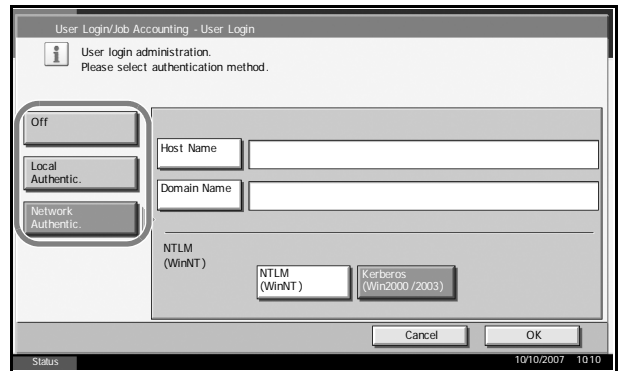 User Login/Job Accounting - User Login
User login administration.
Please select authentication method.
Off
Local
Authentic.
Network
Authentic.
Host Name
Domain Name
NTLM
(WinNT)
NTLM
(WinNT)
Kerberos
(Win2000/2003)
Cancel
OK
Status
10/10/2007 10:10